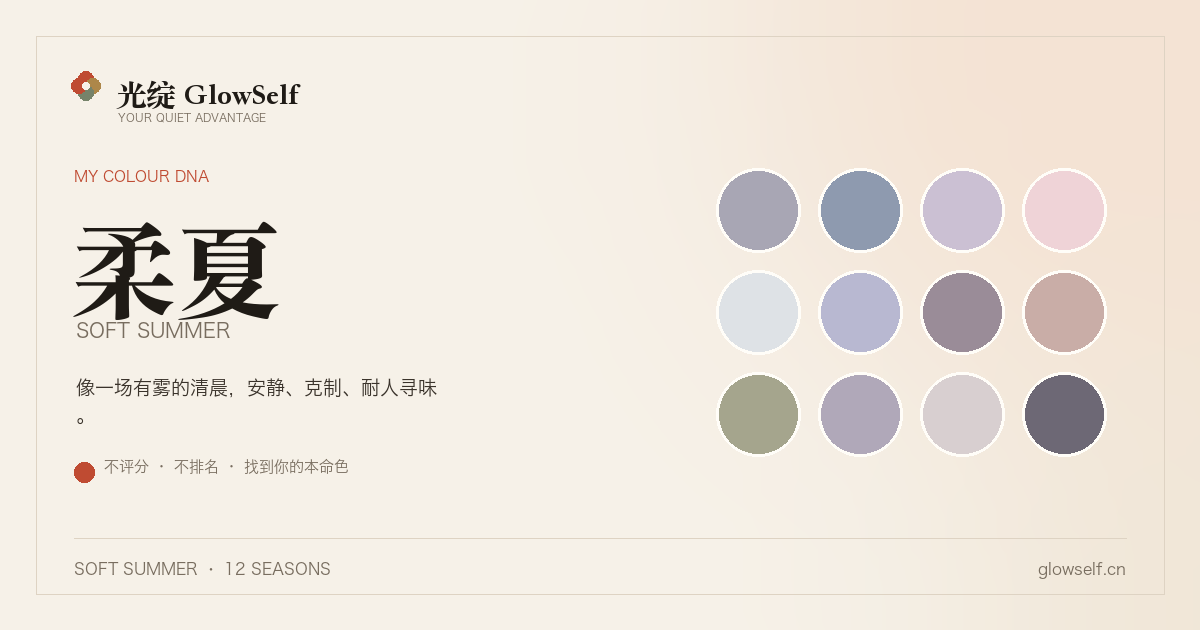 光绽 GlowSelf
YOUR QUIET ADVANTAGE
MY COLOUR DNA
柔夏
SOFT SUMMER
像一场有雾的清晨，安静、克制、耐人寻味
。
不评分 · 不排名 · 找到你的本命色
SOFT SUMMER · 12 SEASONS
glowself.cn